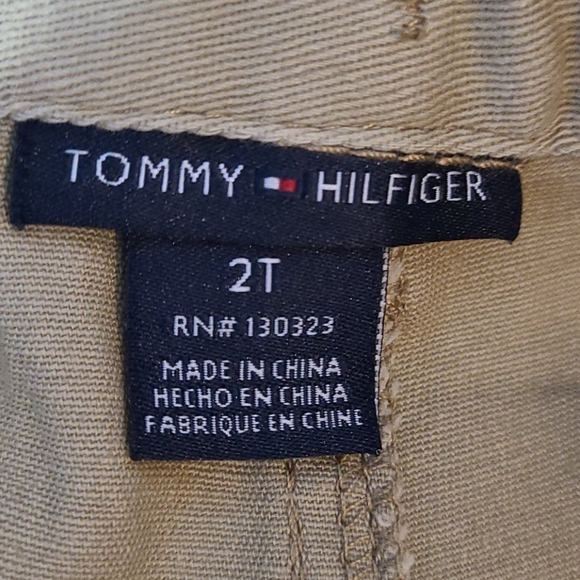 TOMMY HILFIGER
2T
RN# 130323
MADE IN CHINA
HECHO EN CHINA
FABRIQUE EN CHINE